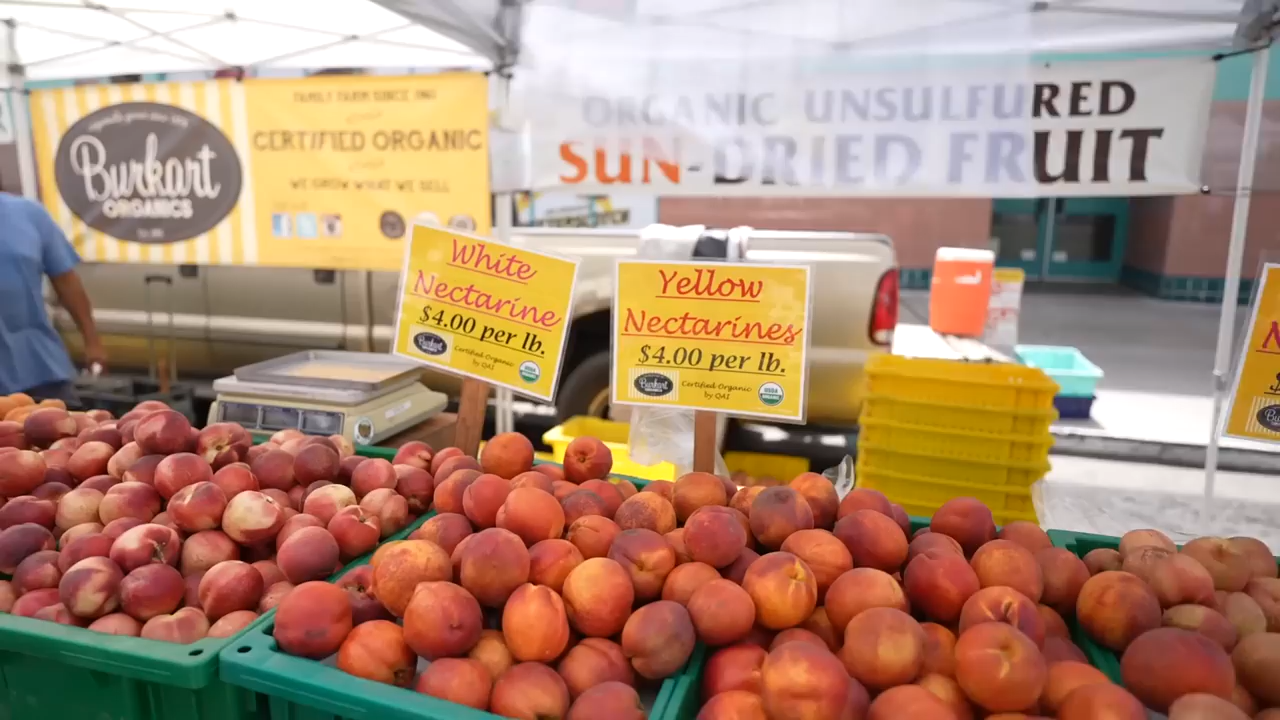 Burkart
ORGANICS
FAMILY FARM SINCE
CERTIFIED ORGANIC
WE GROW WHAT WE SELL
ORGANIC UNSULFURED
SUN-DRIED FRUIT
White
Nectarine
$4.00 per lb.
Burkart
Certified Organic
by QAI
USDA
ORGANIC
Yellow
Nectarines
$4.00 per lb.
Burkart
Certified Organic
by QAI
USDA
ORGANIC
N